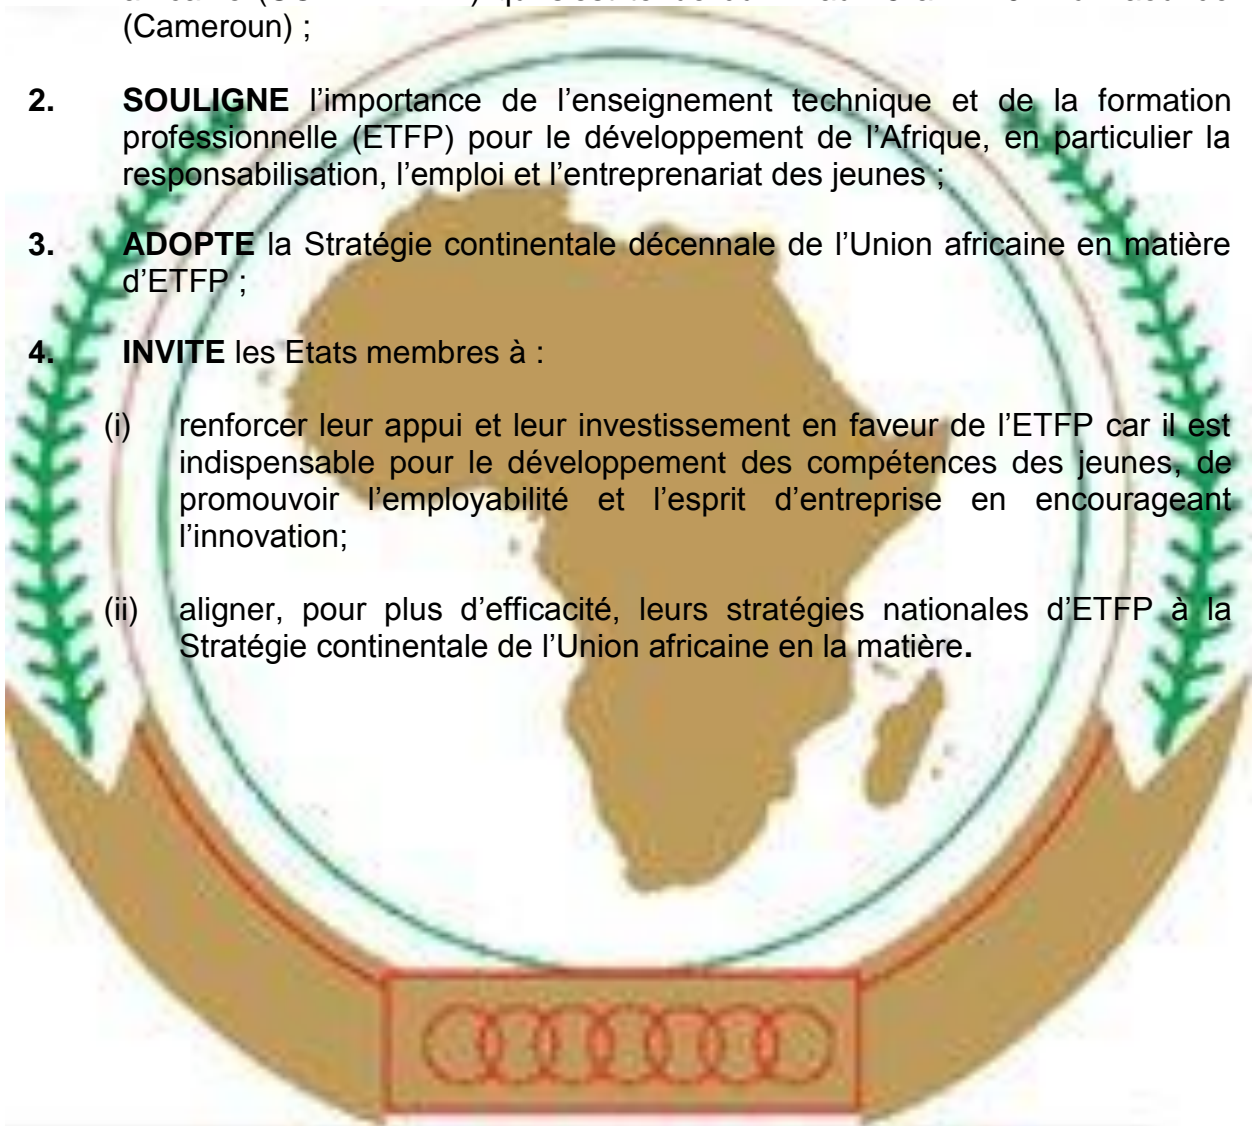 (Cameroun) ;
2. SOULIGNE l’importance de l’enseignement technique et de la formation
professionnelle (ETFP) pour le développement de l’Afrique, en particulier la
responsabilisation, l’emploi et l’entreprenariat des jeunes ;
3. ADOPTE la Stratégie continentale décennale de l’Union africaine en matière
d’ETFP ;
4. INVITE les Etats membres à :
(i) renforcer leur appui et leur investissement en faveur de l’ETFP car il est
indispensable pour le développement des compétences des jeunes, de
promouvoir l’employabilité et l’esprit d’entreprise en encourageant
l’innovation;
(ii) aligner, pour plus d’efficacité, leurs stratégies nationales d’ETFP à la
Stratégie continentale de l’Union africaine en la matière.